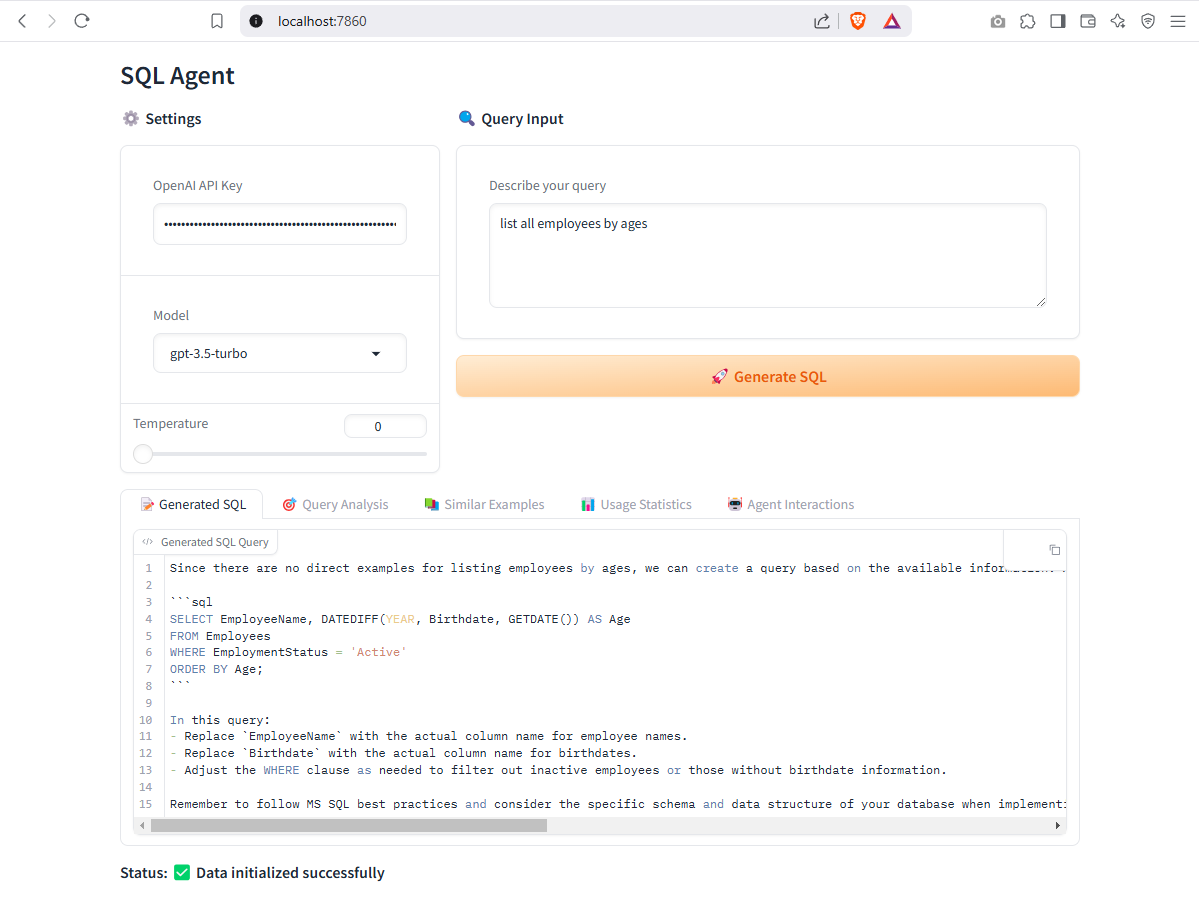 localhost:7860
SQL Agent
Settings
Query Input
OpenAI API Key
••••••••••••••••••••••••••••••••••••••••••••••••••••••
Describe your query
list all employees by ages
Model
gpt-3.5-turbo
Generate SQL
Temperature
0
Generated SQL
Query Analysis
Similar Examples
Usage Statistics
Agent Interactions
</> Generated SQL Query
1 Since there are no direct examples for listing employees by ages, we can create a query based on the available
2
3 ```sql
4 SELECT EmployeeName, DATEDIFF(YEAR, Birthdate, GETDATE()) AS Age
5 FROM Employees
6 WHERE EmploymentStatus = 'Active'
7 ORDER BY Age;
8 ```
9
10 In this query:
11 - Replace `EmployeeName` with the actual column name for employee names.
12 - Replace `Birthdate` with the actual column name for birthdates.
13 - Adjust the WHERE clause as needed to filter out inactive employees or those without birthdate information.
14
15 Remember to follow MS SQL best practices and consider the specific schema and data structure of your database when
Status: Data initialized successfully